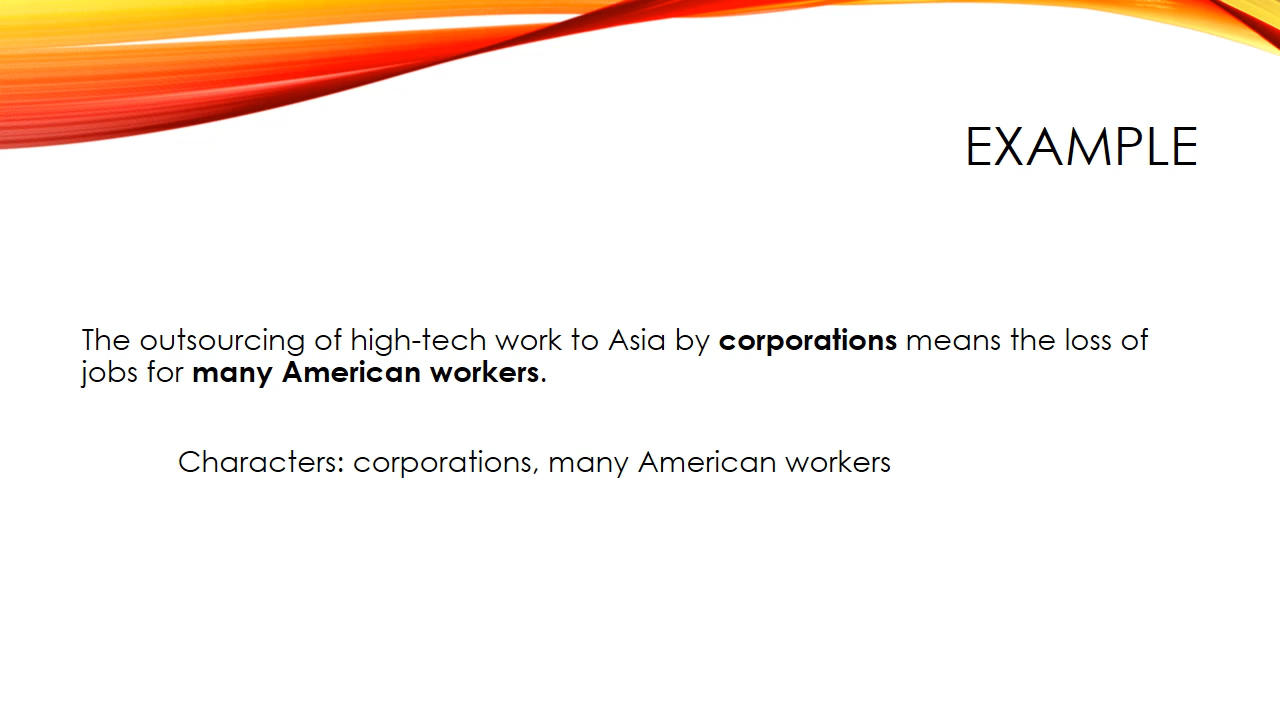 EXAMPLE
The outsourcing of high-tech work to Asia by corporations means the loss of
jobs for many American workers.
Characters: corporations, many American workers